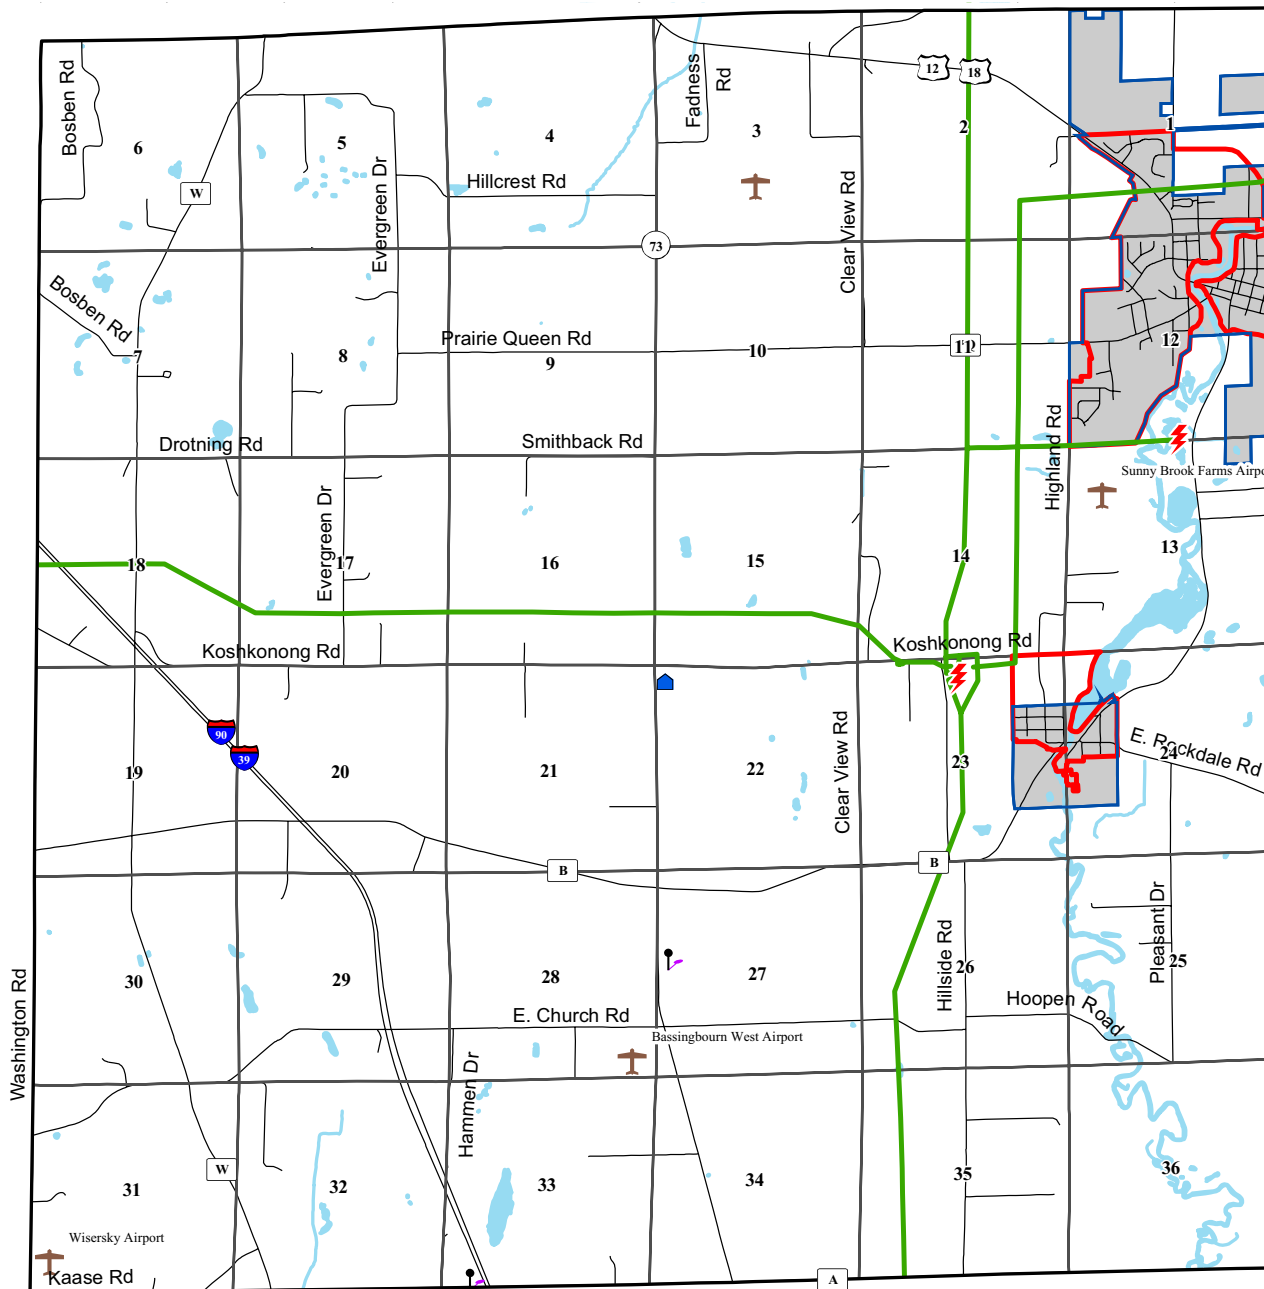 12
18
Bosben Rd
Fadness
Rd
1
2
3
4
5
6
W
Evergreen Dr
Hillcrest Rd
Clear View Rd
73
Bosben Rd
7
8
Prairie Queen Rd
9
10
11
12
Drotning Rd
Smithback Rd
Highland Rd
Sunny Brook Farms Airpo
Evergreen Dr
18
17
16
15
14
13
Koshkonong Rd
Koshkonong Rd
90
39
19
20
21
22
Clear View Rd
23
E. Rockdale Rd
24
B
B
Washington Rd
30
29
28
27
Hillside Rd
26
Pleasant Dr
25
E. Church Rd
Hoopen Road
Bassingbourn West Airport
Hammen Dr
W
31
32
33
34
35
36
Wisersky Airport
Kaase Rd
A